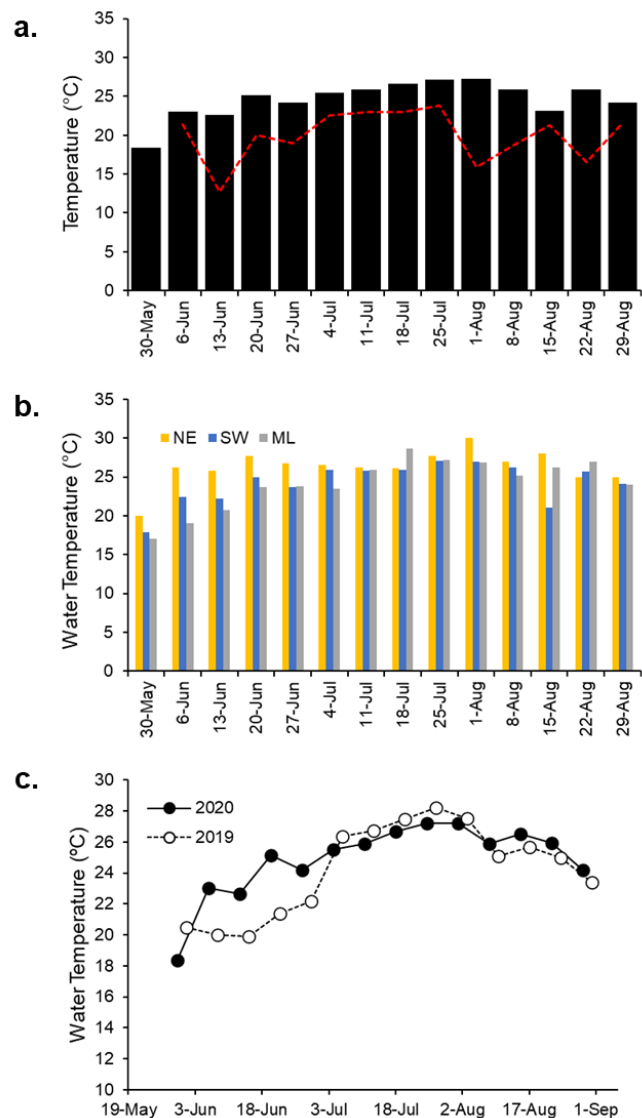 a.
Temperature (°C)
35
30
25
20
15
10
5
0
30-May
6-Jun
13-Jun
20-Jun
27-Jun
4-Jul
11-Jul
18-Jul
25-Jul
1-Aug
8-Aug
15-Aug
22-Aug
29-Aug
b.
Water Temperature (°C)
35
30
25
20
15
10
5
0
NE SW ML
30-May
6-Jun
13-Jun
20-Jun
27-Jun
4-Jul
11-Jul
18-Jul
25-Jul
1-Aug
8-Aug
15-Aug
22-Aug
29-Aug
c.
Water Temperature (ºC)
30
28
26
24
22
20
18
16
14
12
10
2020
2019
19-May 3-Jun 18-Jun 3-Jul 18-Jul 2-Aug 17-Aug 1-Sep